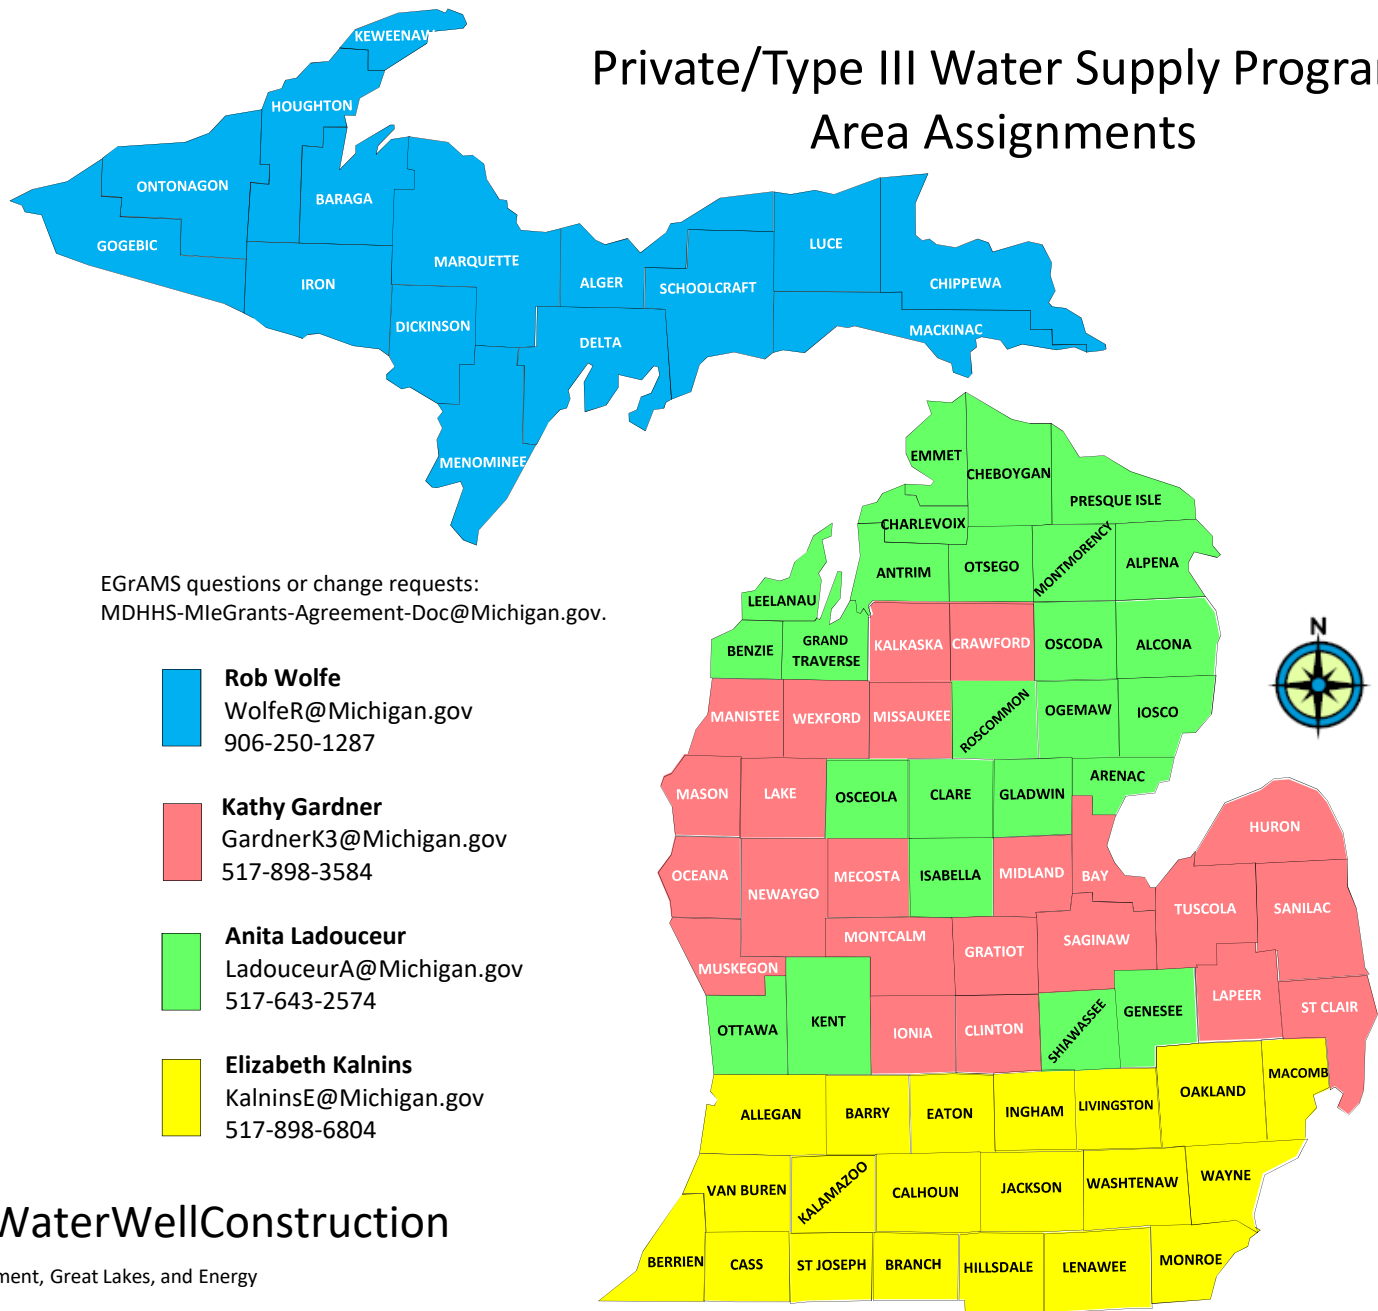 Private/Type III Water Supply Progra
Area Assignments
KEWEENAW
HOUGHTON
ONTONAGON
BARAGA
GOGEBIC
MARQUETTE
LUCE
IRON
ALGER
SCHOOLCRAFT
CHIPPEWA
DICKINSON
DELTA
MACKINAC
MENOMINEE
EMMET
CHEBOYGAN
PRESQUE ISLE
CHARLEVOIX
ANTRIM
OTSEGO
MONTMORENCY
ALPENA
EGrAMS questions or change requests:
MDHHS-MIeGrants-Agreement-Doc@Michigan.gov.
LEELANAU
BENZIE
GRAND
TRAVERSE
KALKASKA
CRAWFORD
OSCODA
ALCONA
N
Rob Wolfe
WolfeR@Michigan.gov
906-250-1287
MANISTEE
WEXFORD
MISSAUKEE
ROSCOMMON
OGEMAW
IOSCO
MASON
LAKE
OSCEOLA
CLARE
GLADWIN
ARENAC
Kathy Gardner
GardnerK3@Michigan.gov
517-898-3584
HURON
OCEANA
NEWAYGO
MECOSTA
ISABELLA
MIDLAND
BAY
TUSCOLA
SANILAC
Anita Ladouceur
LadouceurA@Michigan.gov
517-643-2574
MUSKEGON
MONTCALM
GRATIOT
SAGINAW
OTTAWA
KENT
IONIA
CLINTON
SHIAWASSEE
GENESEE
LAPEER
ST CLAIR
Elizabeth Kalnins
KalninsE@Michigan.gov
517-898-6804
ALLEGAN
BARRY
EATON
INGHAM
LIVINGSTON
OAKLAND
MACOMB
VAN BUREN
KALAMAZOO
CALHOUN
JACKSON
WASHTENAW
WAYNE
BERRIEN
CASS
ST JOSEPH
BRANCH
HILLSDALE
LENAWEE
MONROE
WaterWellConstruction
ment, Great Lakes, and Energy